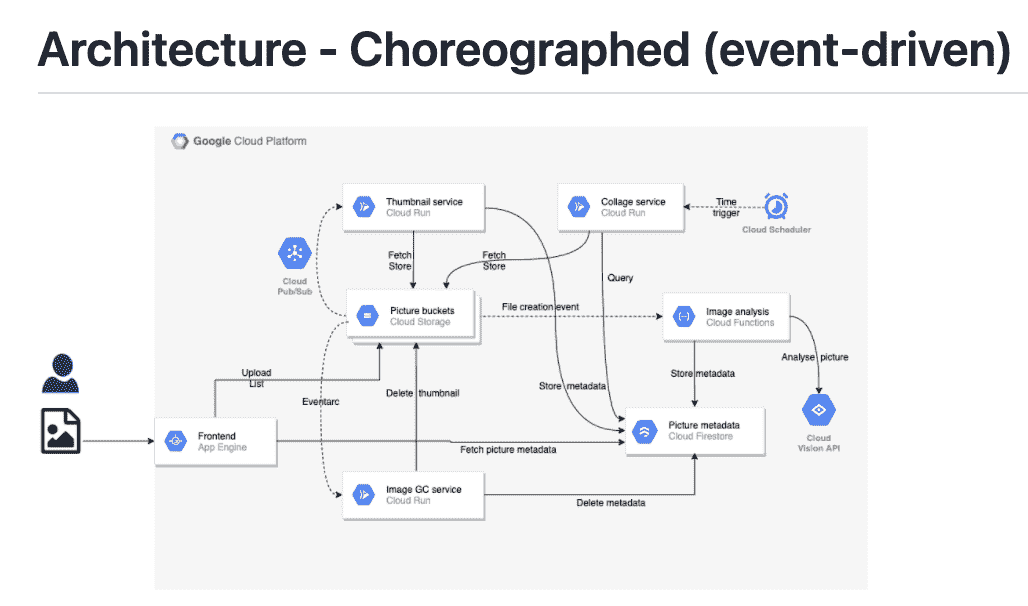 Architecture - Choreographed (event-driven)
Google Cloud Platform
Thumbnail service
Cloud Run
Collage service
Cloud Run
Time
trigger
Cloud Scheduler
Cloud
Pub/Sub
Fetch
Store
Fetch
Store
Query
Picture buckets
Cloud Storage
File creation event
Image analysis
Cloud Functions
Analyse picture
Upload
List
Delete thumbnail
Eventarc
Store metadata
Store metadata
Frontend
App Engine
Picture metadata
Cloud Firestore
Cloud
Vision API
Fetch picture metadata
Image GC service
Cloud Run
Delete metadata